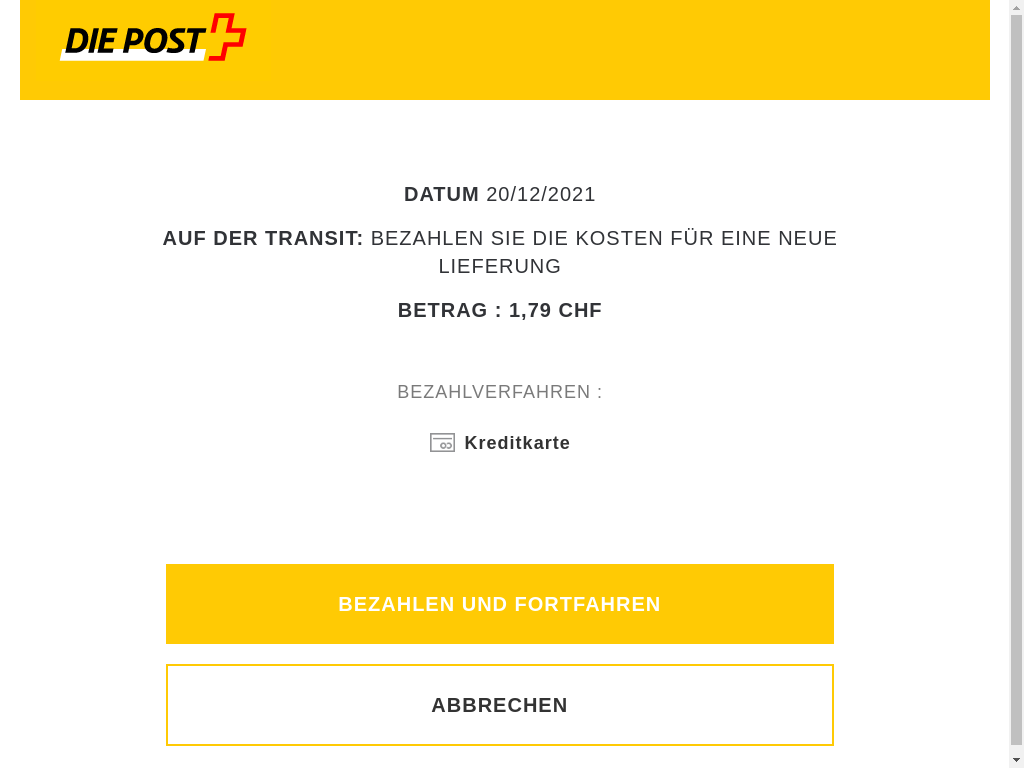 DIE POST
DATUM 20/12/2021
AUF DER TRANSIT: BEZAHLEN SIE DIE KOSTEN FÜR EINE NEUE
LIEFERUNG
BETRAG : 1,79 CHF
BEZAHLVERFAHREN :
Kreditkarte
BEZAHLEN UND FORTFAHREN
ABBRECHEN